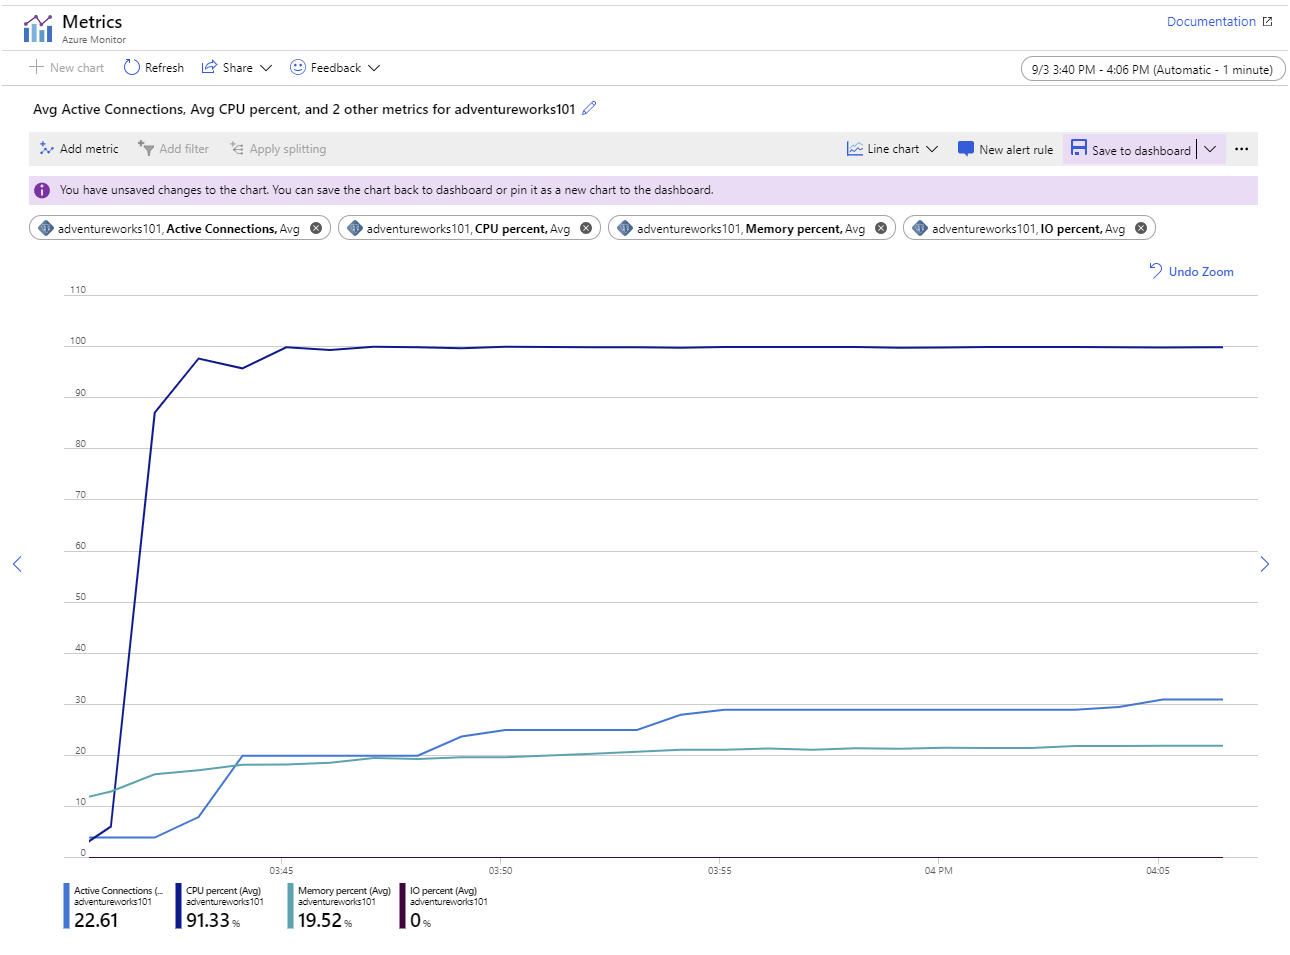 Metrics
Azure Monitor
Documentation
New chart Refresh Share Feedback
9/3 3:40 PM - 4:06 PM (Automatic - 1 minute)
Avg Active Connections, Avg CPU percent, and 2 other metrics for adventureworks101
Add metric Add filter Apply splitting Line chart New alert rule Save to dashboard ...
You have unsaved changes to the chart. You can save the chart back to dashboard or pin it as a new chart to the dashboard.
adventureworks101, Active Connections, Avg adventureworks101, CPU percent, Avg adventureworks101, Memory percent, Avg adventureworks101, IO percent, Avg
Undo Zoom
110
100
90
80
70
60
50
40
30
20
10
0
03:45 03:50 03:55 04 PM 04:05
Active Connections (... CPU percent (Avg) Memory percent (Avg) IO percent (Avg)
adventureworks101 adventureworks101 adventureworks101 adventureworks101
22.61 91.33 % 19.52 % 0 %